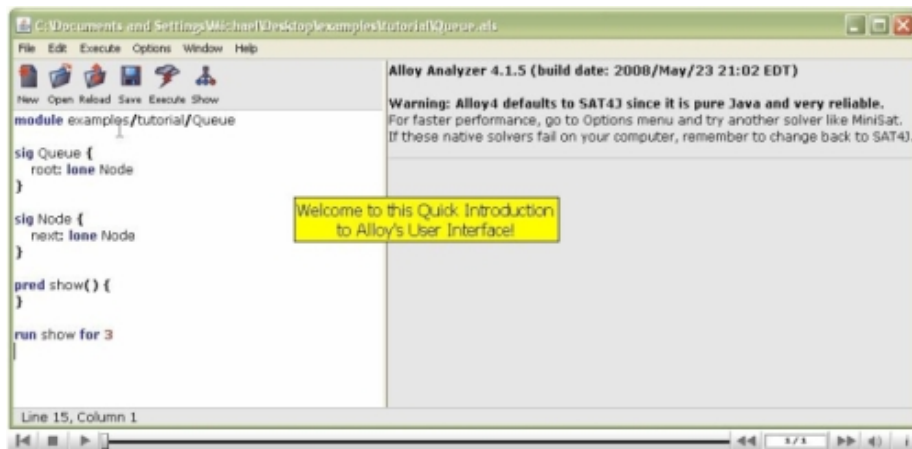 C:\Documents and Settings\Michael\Desktop\examples\tutorial\Queue.als
File Edit Execute Options Window Help
New Open Reload Save Execute Show
module examples/tutorial/Queue
sig Queue {
root: lone Node
}
sig Node {
next: lone Node
}
pred show() {
}
run show for 3
Line 15, Column 1
Alloy Analyzer 4.1.5 (build date: 2008/May/23 21:02 EDT)
Warning: Alloy4 defaults to SAT4J since it is pure Java and very reliable.
For faster performance, go to Options menu and try another solver like MiniSat.
If these native solvers fail on your computer, remember to change back to SAT4J.
Welcome to this Quick Introduction
to Alloy's User Interface!
1/1
i